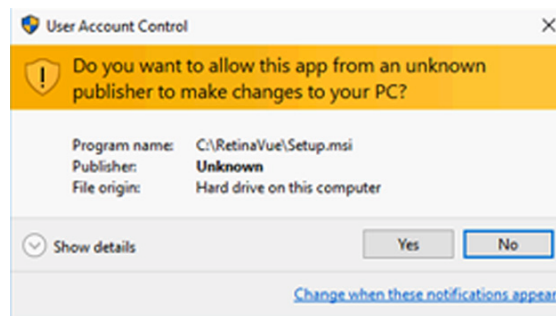 User Account Control
Do you want to allow this app from an unknown
publisher to make changes to your PC?
Program name: C:\RetinaVue\Setup.msi
Publisher: Unknown
File origin: Hard drive on this computer
Show details
Yes No
Change when these notifications appear